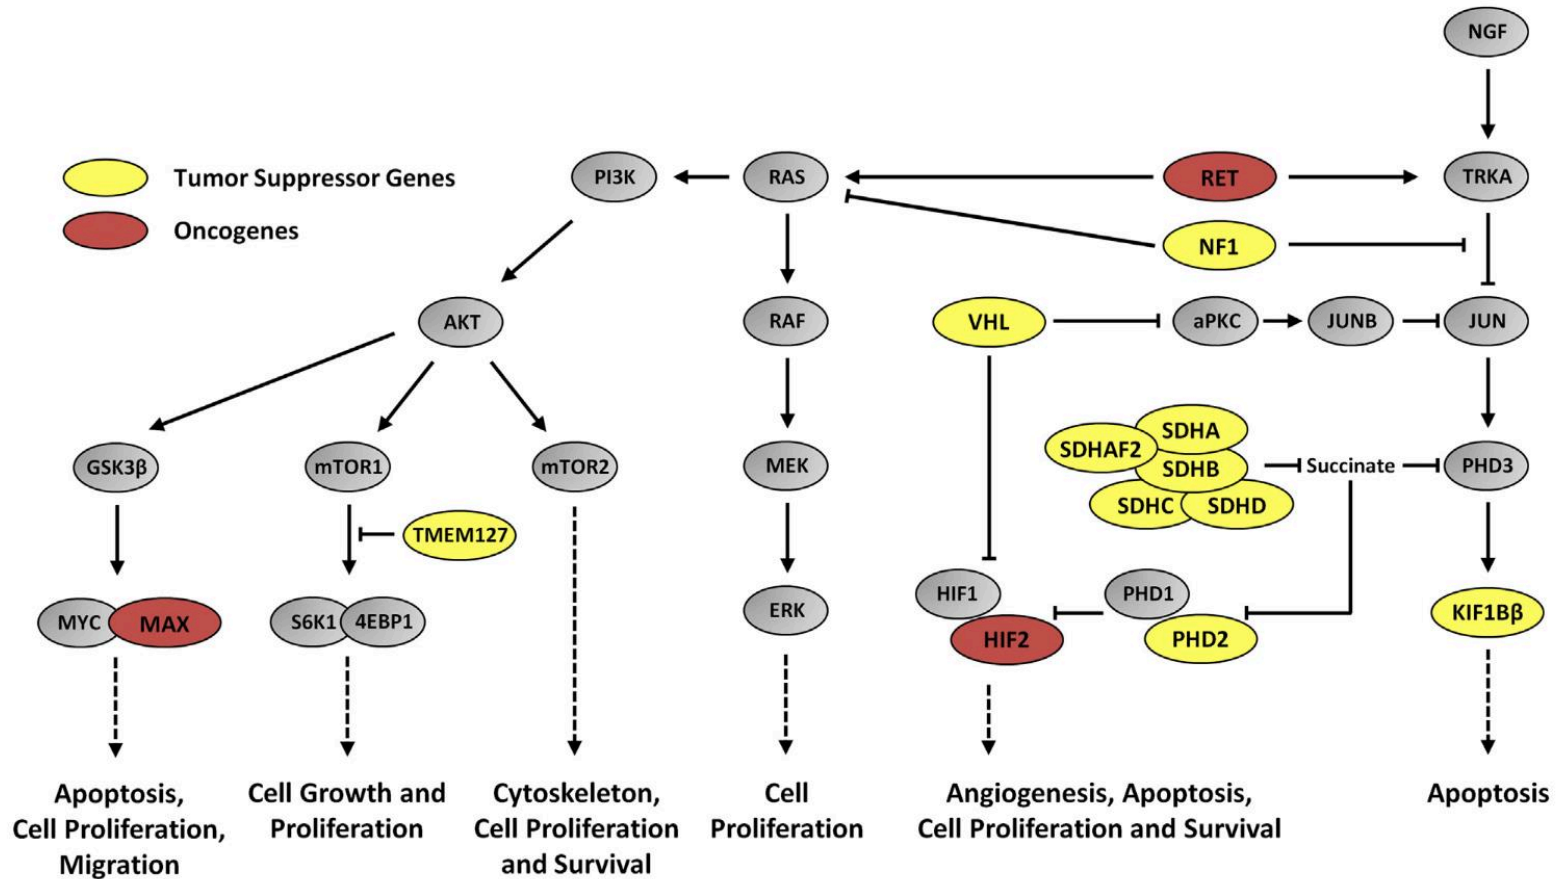 NGF
Tumor Suppressor Genes
PI3K
RAS
RET
TRKA
Oncogenes
NF1
AKT
RAF
VHL
aPKC
JUNB
JUN
GSK3β
mTOR1
mTOR2
MEK
SDHAF2
SDHA
SDHB
SDHC
SDHD
Succinate
PHD3
TMEM127
MYC
MAX
S6K1
4EBP1
ERK
HIF1
HIF2
PHD1
PHD2
KIF1Bβ
Apoptosis,
Cell Proliferation,
Migration
Cell Growth and
Proliferation
Cytoskeleton,
Cell Proliferation
and Survival
Cell
Proliferation
Angiogenesis, Apoptosis,
Cell Proliferation and Survival
Apoptosis